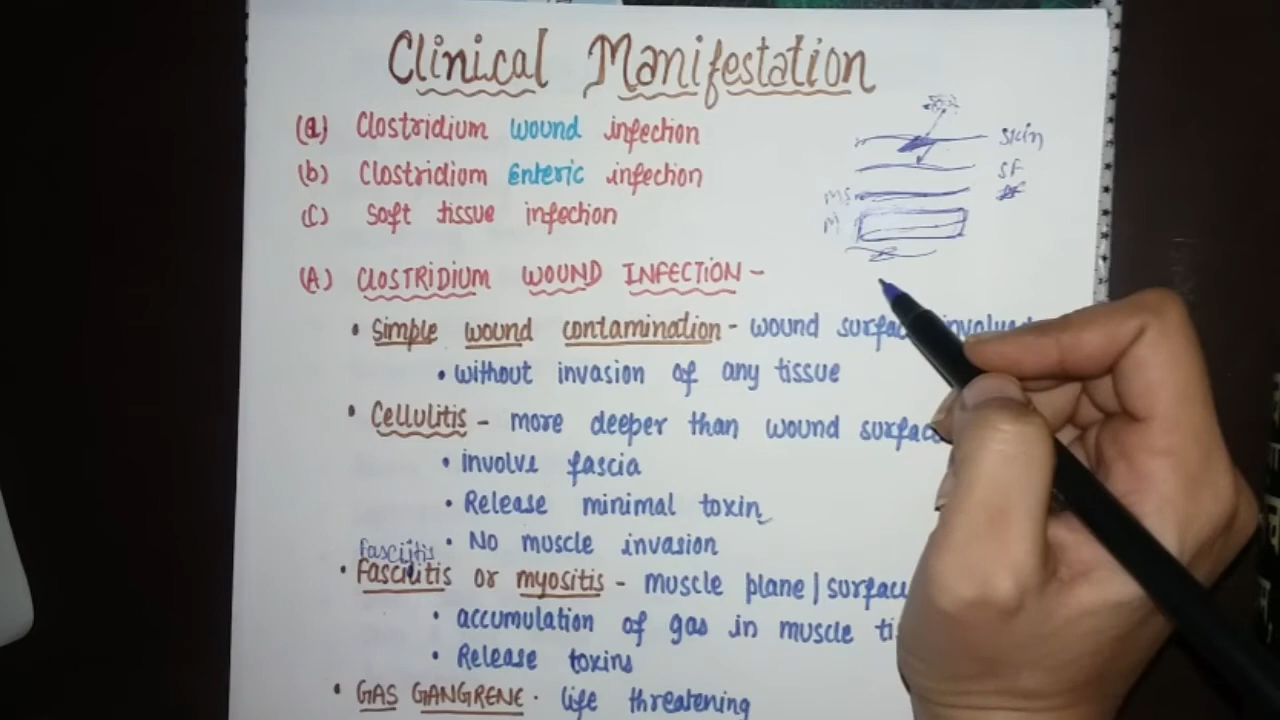 Clinical Manifestation
(a) Clostridium wound infection
(b) Clostridium Enteric infection
(C) Soft tissue infection
skin
SF
MS
M
(A) CLOSTRIDIUM WOUND INFECTION -
• Simple wound contamination - wound surface involved
• without invasion of any tissue
• Cellulitis - more deeper than wound surface
• Involve fascia
• Release minimal toxin
• No muscle invasion
Fasciitis
• Fasciitis or myositis - muscle plane | surface
• accumulation of gas in muscle
• Release toxins
• GAS GANGRENE - life threatening